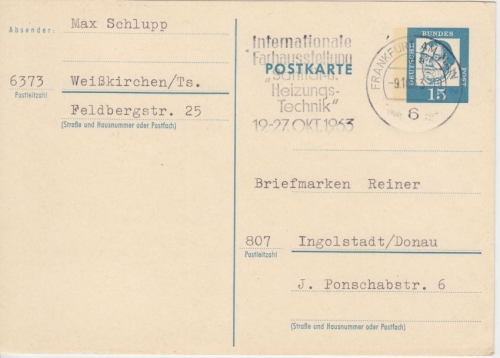 Absender: Max Schlupp
6373 Weißkirchen/Ts.
Postleitzahl
Feldbergstr. 25
(Straße und Hausnummer oder Postfach)
Internationale
Fachausstellung
POSTKARTE
Heizungs-
Technik"
19-27. OKT. 1963
FRANKFURT AM MAIN
6
DEUTSCHE BUNDES POST
15
Briefmarken Reiner
807 Ingolstadt/Donau
Postleitzahl
J. Ponschabstr. 6
(Straße und Hausnummer oder Postfach)